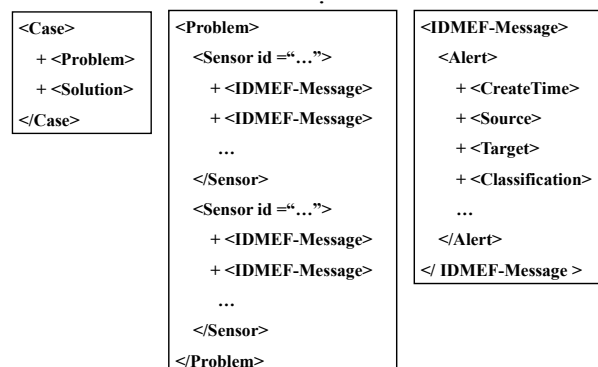 <Case>
+ <Problem>
+ <Solution>
</Case>
<Problem>
<Sensor id =“…”>
+ <IDMEF-Message>
+ <IDMEF-Message>
…
</Sensor>
<Sensor id =“…”>
+ <IDMEF-Message>
+ <IDMEF-Message>
…
</Sensor>
</Problem>
<IDMEF-Message>
<Alert>
+ <CreateTime>
+ <Source>
+ <Target>
+ <Classification>
…
</Alert>
</ IDMEF-Message >